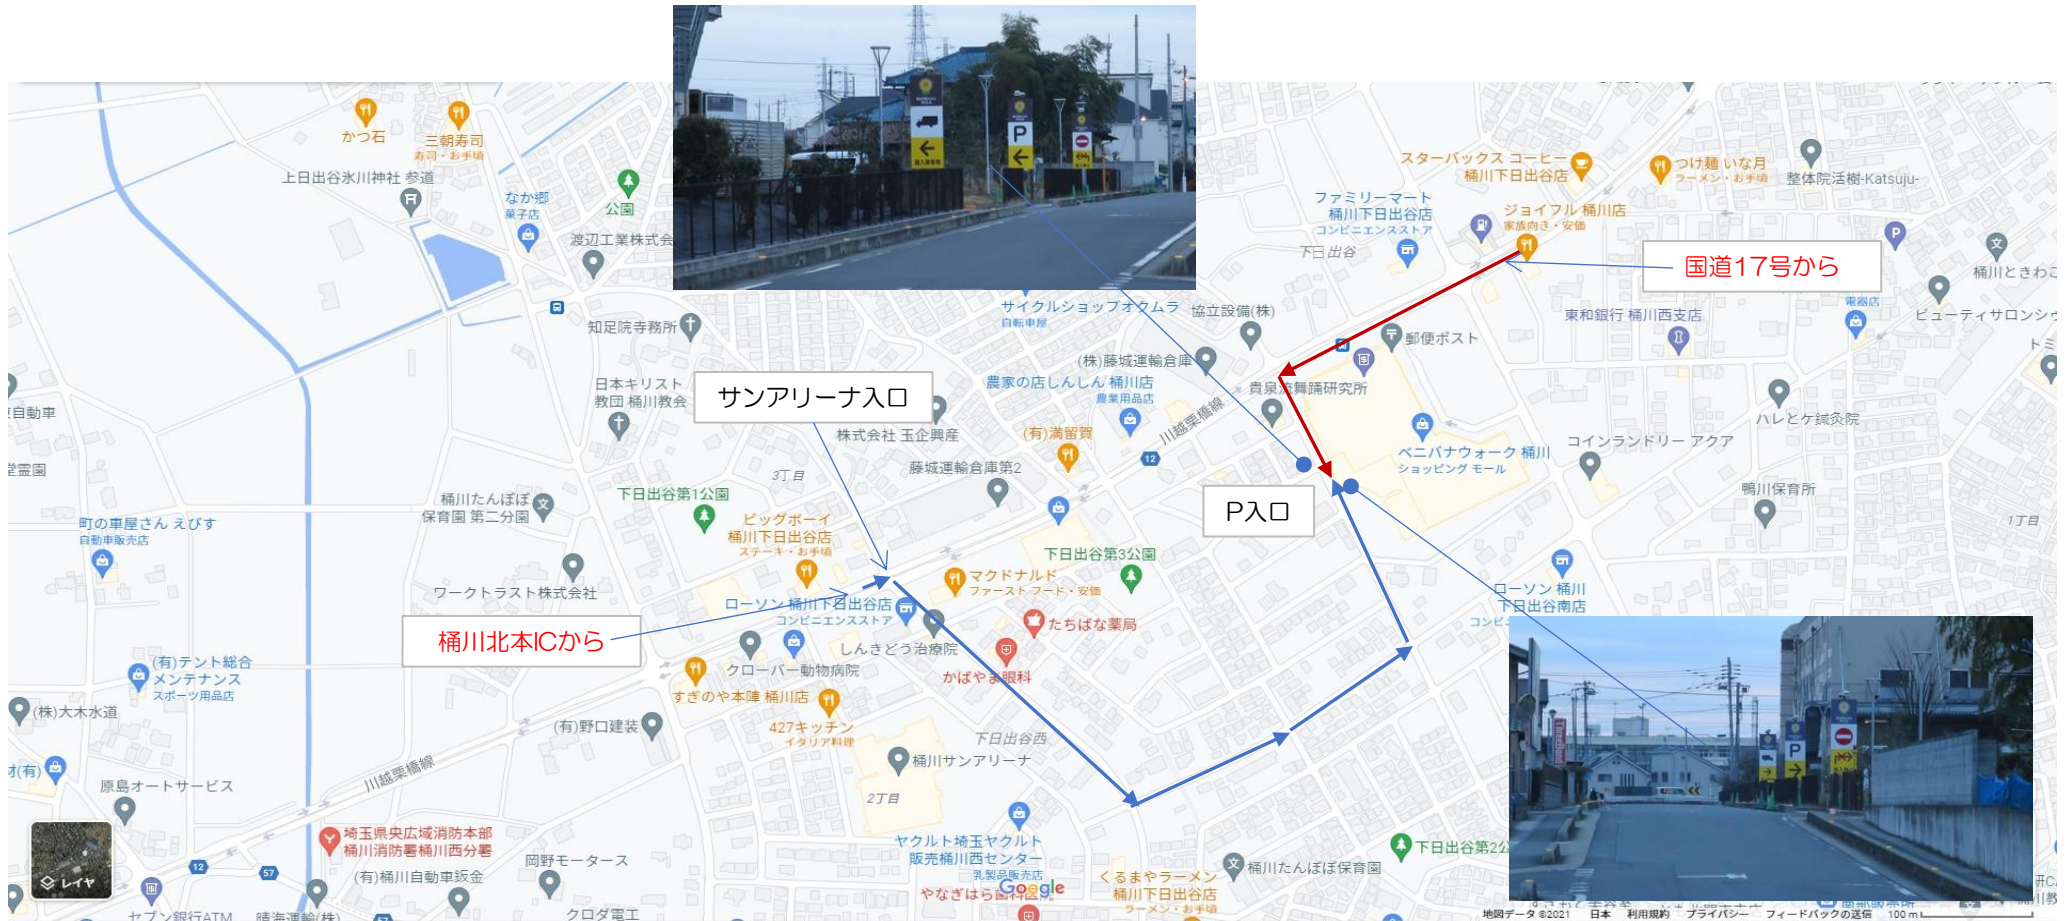 かつ石
三朝寿司
寿司・お手頃
上日出谷氷川神社 参道
なか郷
菓子店
公園
渡辺工業株式会
P
スターバックス コーヒー
桶川下日出谷店
つけ麺 いな月
ラーメン・お手頃
整体院活樹-Katsuju-
ファミリーマート
桶川下日出谷店
コンビニエンスストア
ジョイフル 桶川店
家族向き・安価
下日出谷
P
国道17号から
桶川ときわこ
知足院寺務所
サイクルショップオクムラ
自転車屋
協立設備(株)
郵便ポスト
東和銀行 桶川西支店
電器店
ビューティサロンシゥ
トミ
自動車
日本キリスト
教団 桶川教会
サンアリーナ入口
(株)藤城運輸倉庫
農家の店しんしん 桶川店
農業用品店
貴泉流舞踊研究所
ハレとケ鍼灸院
株式会社 玉企興産
(有)満留賀
川越栗橋線
12
ベニバナウォーク 桶川
ショッピング モール
コインランドリー アクア
堂霊園
3丁目
藤城運輸倉庫第2
鴨川保育所
1丁目
桶川たんぽぽ
保育園 第二分園
下日出谷第1公園
P入口
町の車屋さん えびす
自動車販売店
ビッグボーイ
桶川下日出谷店
ステーキ・お手頃
下日出谷第3公園
マクドナルド
ファースト フード・安価
ワークトラスト株式会社
ローソン 桶川下日出谷店
コンビニエンスストア
ローソン 桶川
下日出谷南店
コンビニ
桶川北本ICから
たちばな薬局
しんきどう治療院
クローバー動物病院
かばやま眼科
(有)テント総合
メンテナンス
スポーツ用品店
すぎのや本陣 桶川店
(株)大木水道
(有)野口建装
427キッチン
イタリア料理
下日出谷西
桶川サンアリーナ
2丁目
P
材(有)
川越栗橋線
原島オートサービス
埼玉県央広域消防本部
桶川消防署桶川西分署
ヤクルト埼玉ヤクルト
販売桶川西センター
乳製品販売店
下日出谷第2公
岡野モータース
桶川たんぽぽ保育園
レイヤ
12
57
(有)桶川自動車鈑金
やなぎはら歯科医院
Google
くるまやラーメン
桶川下日出谷店
ラーメン・お手頃
セブン銀行ATM
晴海運輸(株)
クロダ電工
地図データ ©2021 日本 利用規約 プライバシー フィードバックの送信 100 m